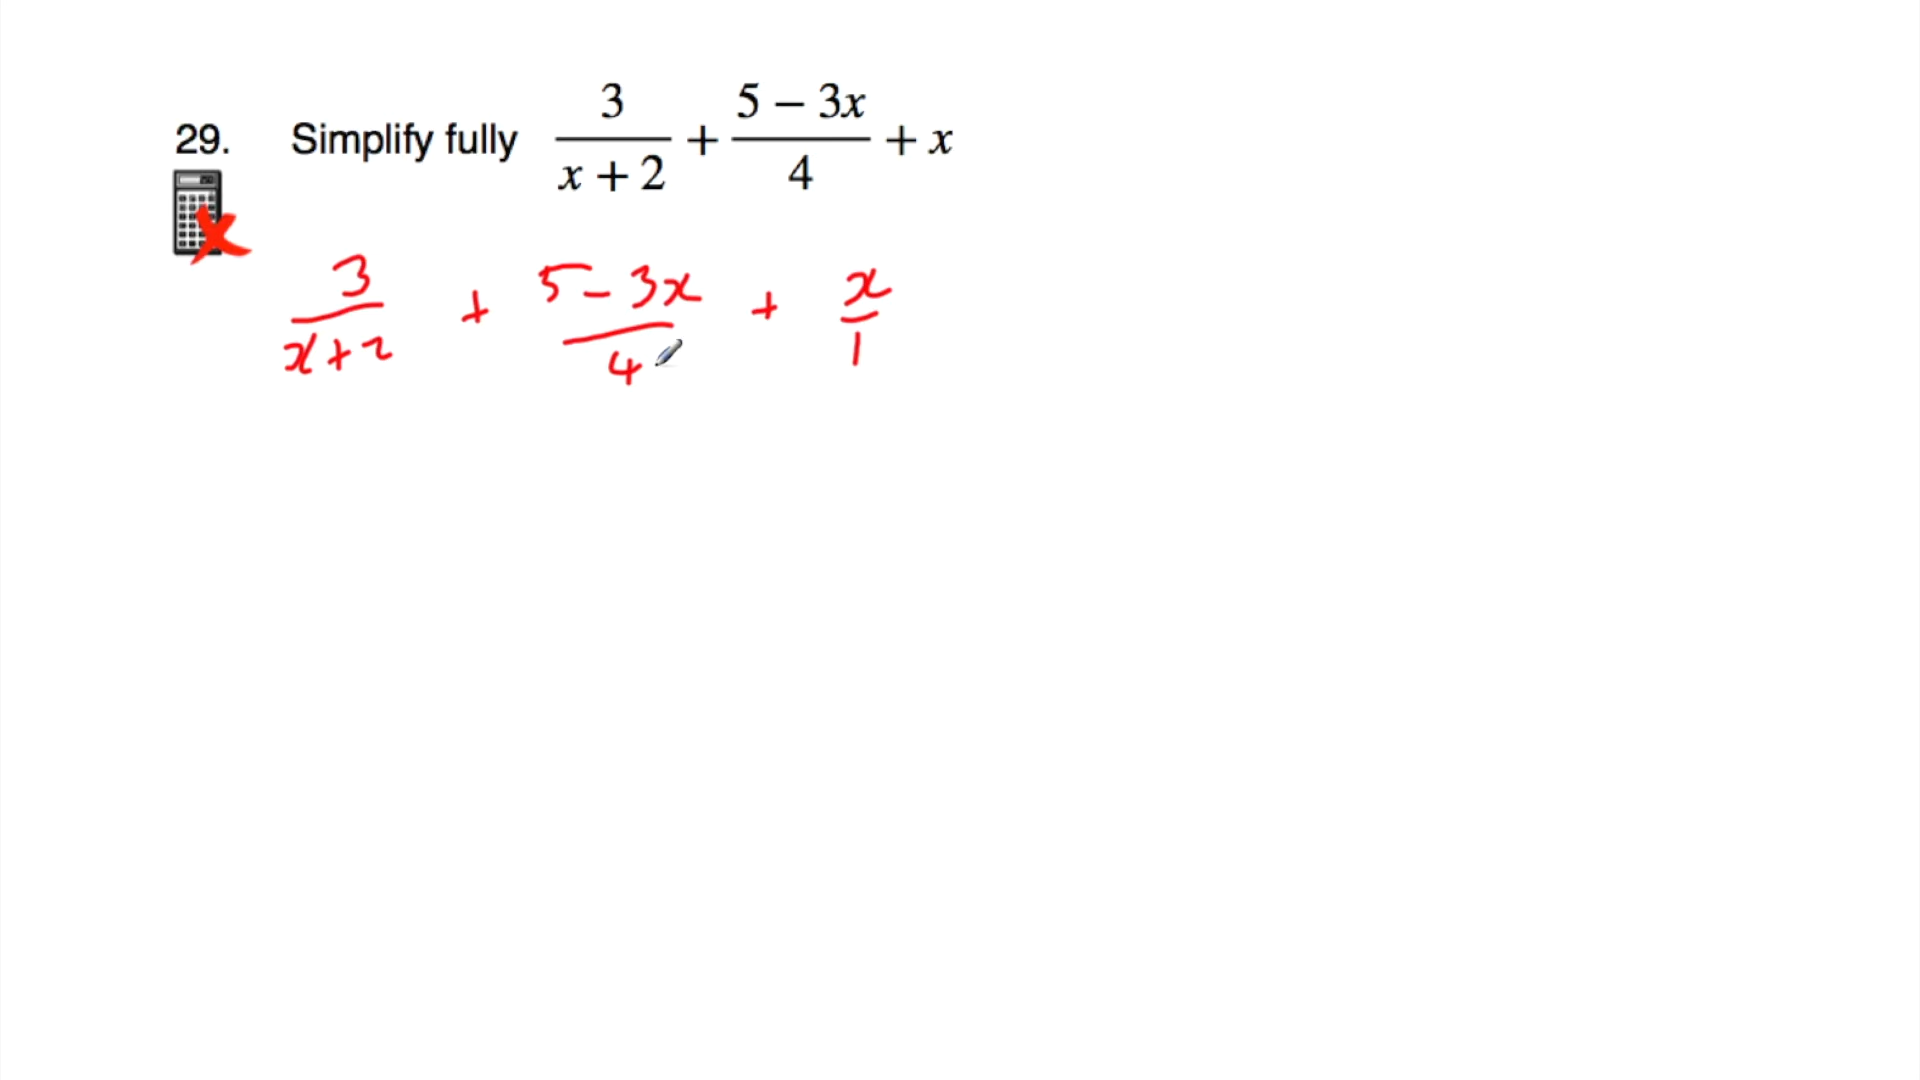 29. Simplify fully 3/(x + 2) + (5 − 3x)/4 + x
3/(x+2) + (5-3x)/4 + x/1